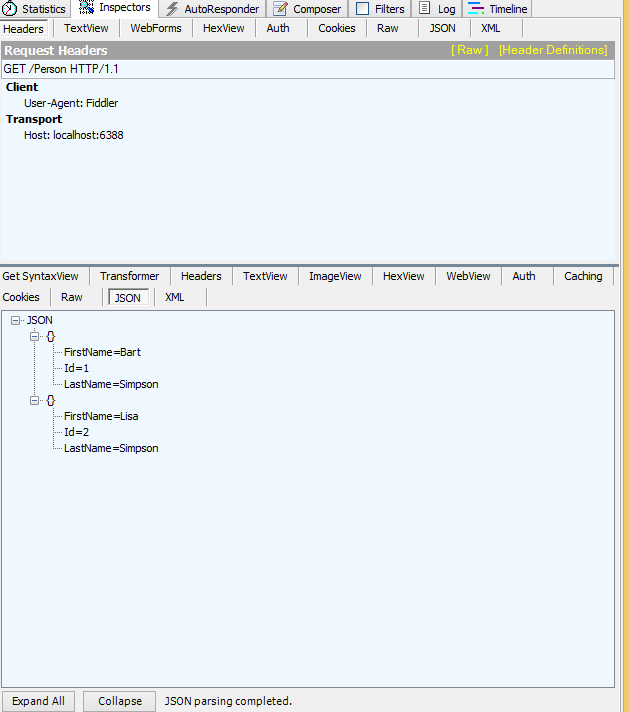 Statistics Inspectors AutoResponder Composer Filters Log Timeline
Headers TextView WebForms HexView Auth Cookies Raw JSON XML
Request Headers [ Raw ] [Header Definitions]
GET /Person HTTP/1.1
Client
User-Agent: Fiddler
Transport
Host: localhost:6388
Get SyntaxView Transformer Headers TextView ImageView HexView WebView Auth Caching
Cookies Raw JSON XML
JSON
{}
FirstName=Bart
Id=1
LastName=Simpson
{}
FirstName=Lisa
Id=2
LastName=Simpson
Expand All Collapse JSON parsing completed.